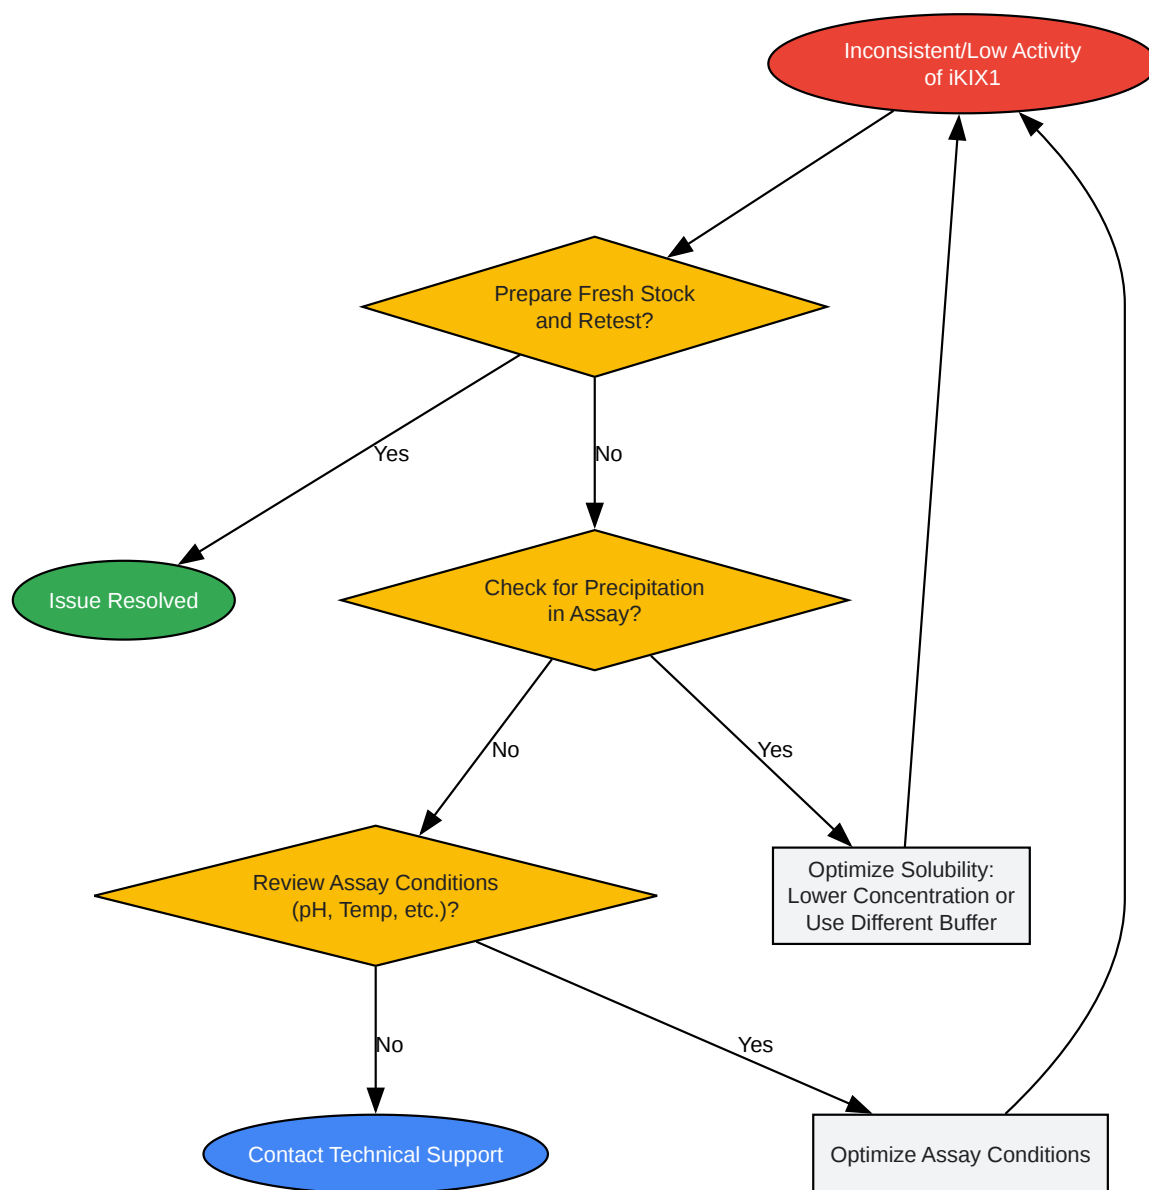 Inconsistent/Low Activity
of iKIX1
Prepare Fresh Stock
and Retest?
Yes
No
Issue Resolved
Check for Precipitation
in Assay?
No
Yes
Optimize Solubility:
Lower Concentration or
Use Different Buffer
Review Assay Conditions
(pH, Temp, etc.)?
No
Yes
Contact Technical Support
Optimize Assay Conditions